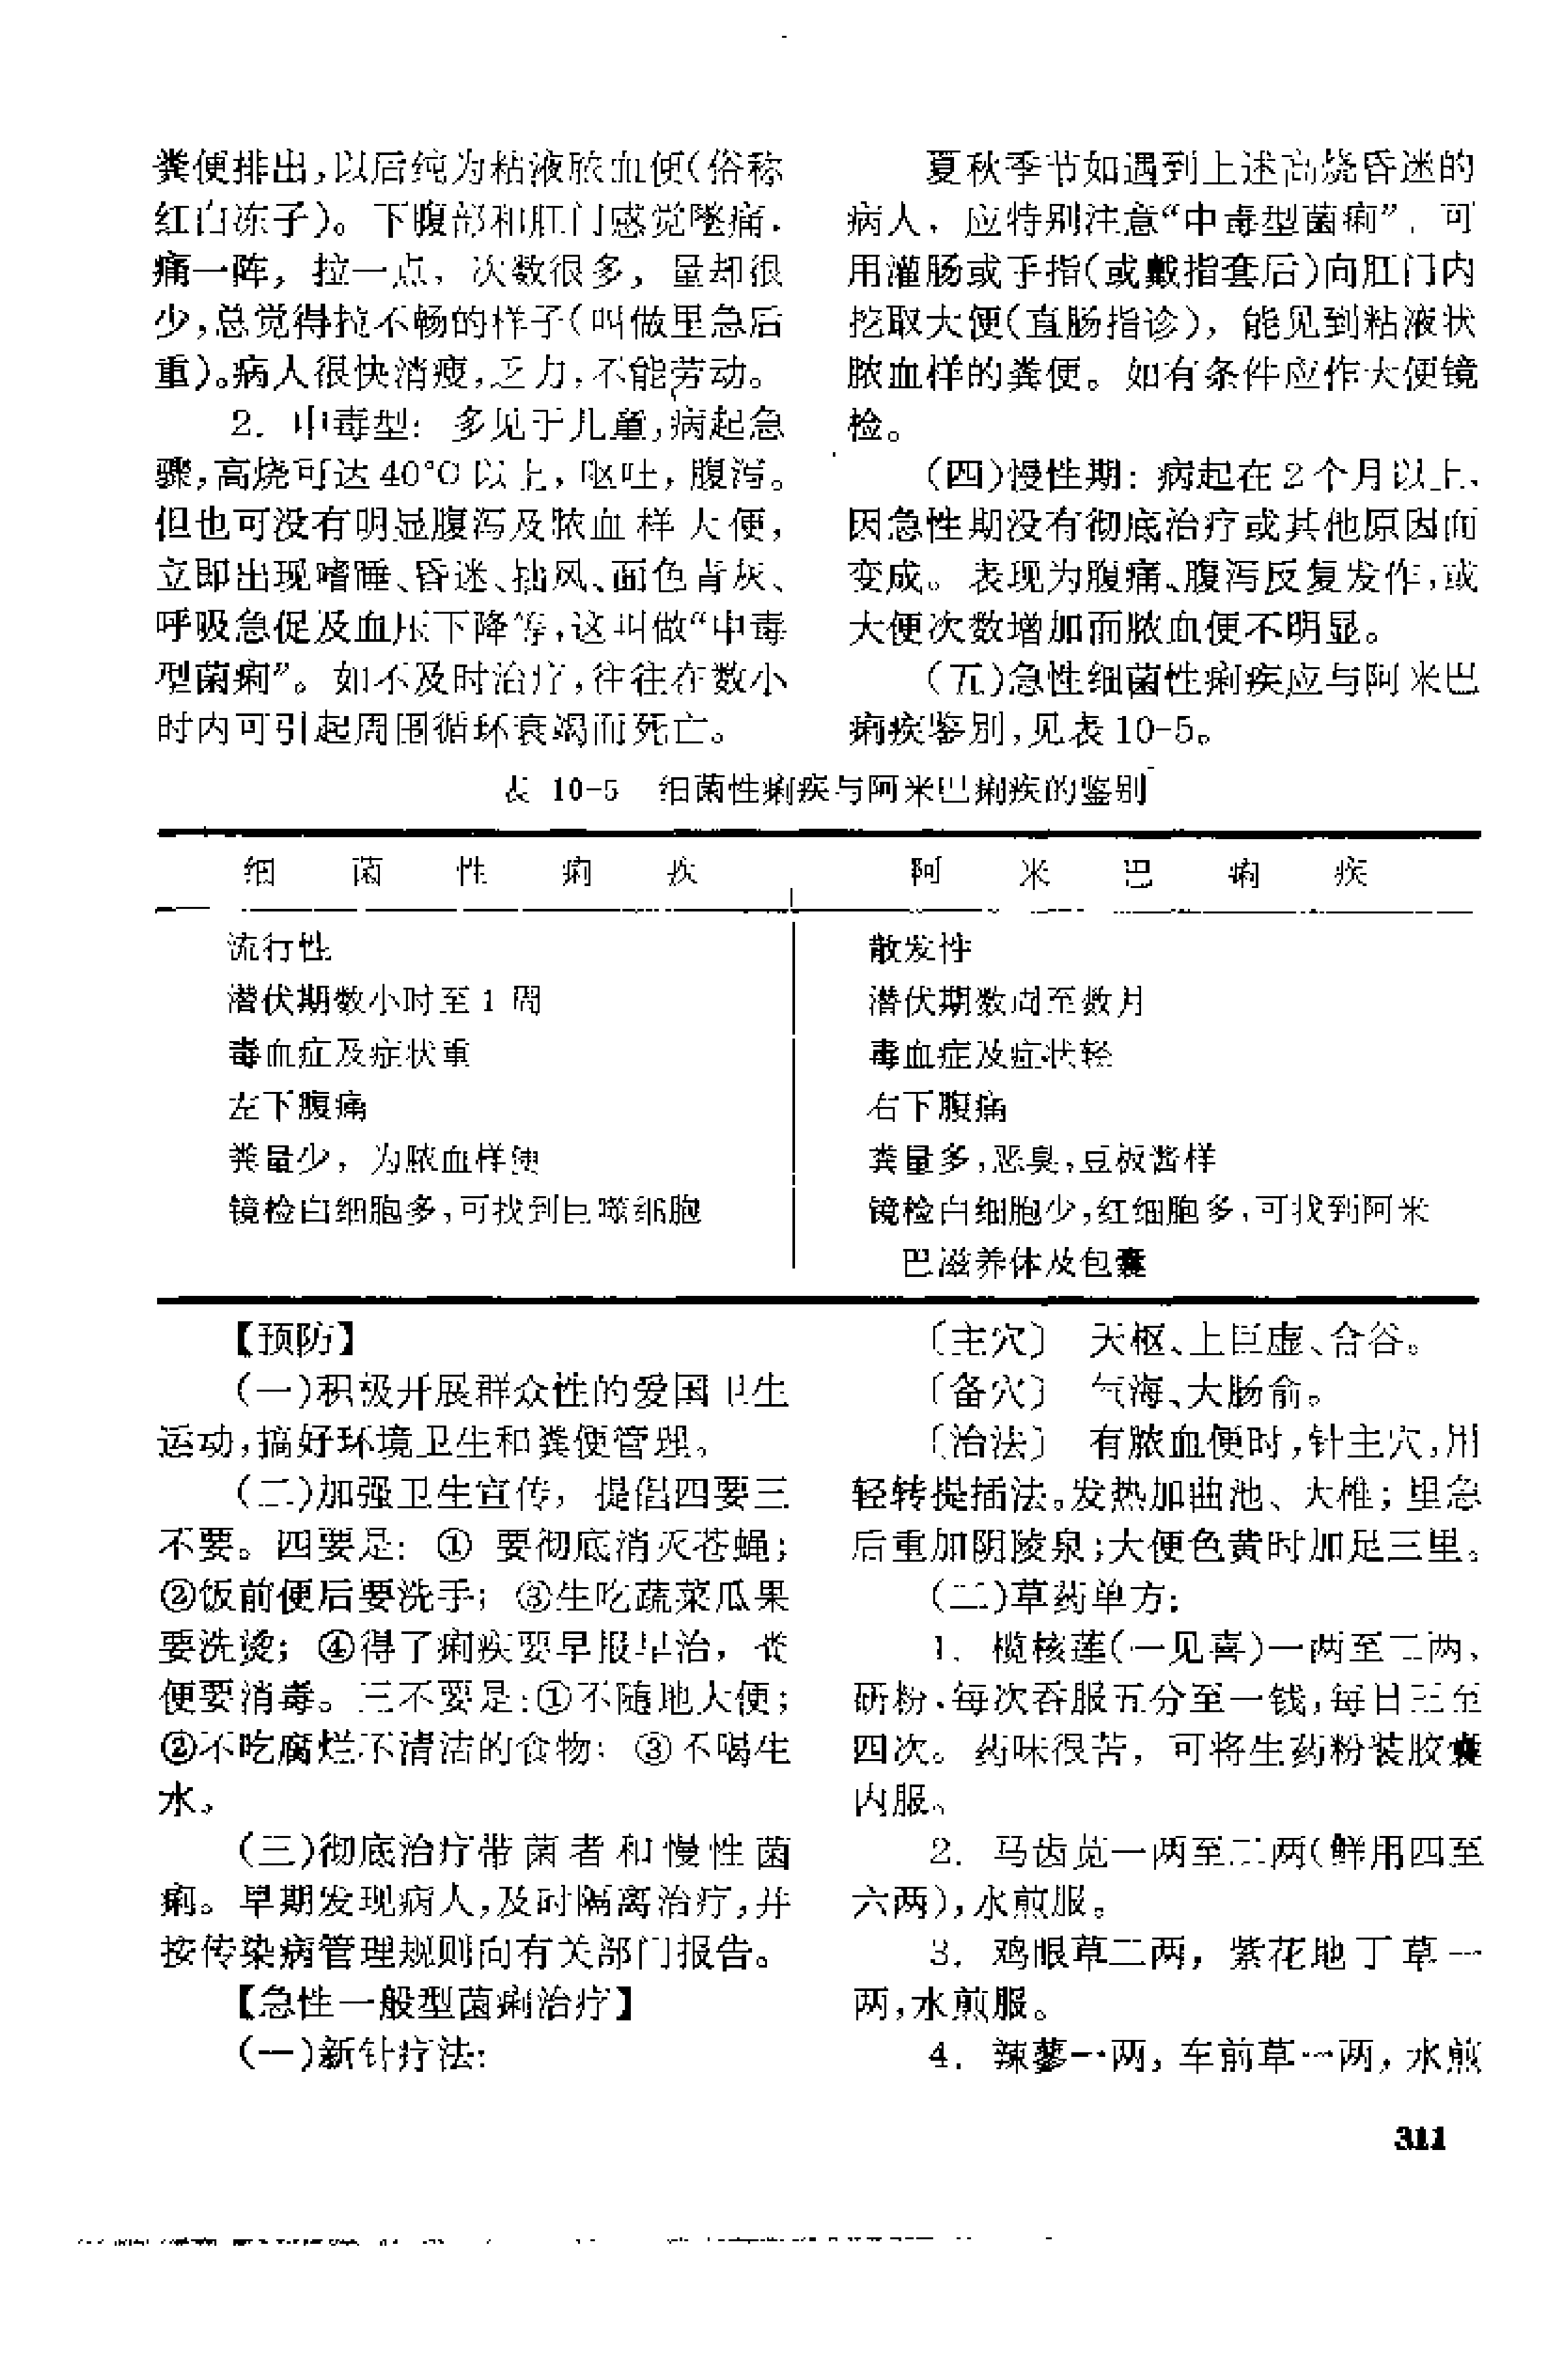 粪便排出,以后纯为粘液脓血便(俗称
红白冻子)。下腹部和肛门感觉坠痛,
痛一阵,拉一点,次数很多,量却很
少,总觉得拉不畅的样子(叫做里急后
重)。病人很快消瘦,乏力,不能劳动。
2. 中毒型:多见于儿童,病起急
骤,高烧可达40°C以上,呕吐,腹泻。
但也可没有明显腹泻及脓血样大便,
立即出现嗜睡、昏迷、抽风、面色青灰、
呼吸急促及血压下降等,这叫做“中毒
型菌痢”。如不及时治疗,往往在数小
时内可引起周围循环衰竭而死亡。
夏秋季节如遇到上述高烧昏迷的
病人,应特别注意“中毒型菌痢”,可
用灌肠或手指(或戴指套后)向肛门内
挖取大便(直肠指诊),能见到粘液状
脓血样的粪便。如有条件应作大便镜
检。
(四)慢性期:病起在2个月以上,
因急性期没有彻底治疗或其他原因而
变成。表现为腹痛、腹泻反复发作,或
大便次数增加而脓血便不明显。
(五)急性细菌性痢疾应与阿米巴
痢疾鉴别,见表10-5。
表 10-5 细菌性痢疾与阿米巴痢疾的鉴别
细菌性痢疾 阿米巴痢疾
流行性 散发性
潜伏期数小时至1周 潜伏期数周至数月
毒血症及症状重 毒血症及症状轻
左下腹痛 右下腹痛
粪量少,为脓血样便 粪量多,恶臭,豆板酱样
镜检白细胞多,可找到巨噬细胞 镜检白细胞少,红细胞多,可找到阿米
巴滋养体及包囊
【预防】
(一)积极开展群众性的爱国卫生
运动,搞好环境卫生和粪便管理。
(二)加强卫生宣传,提倡四要三
不要。四要是:① 要彻底消灭苍蝇;
②饭前便后要洗手;③生吃蔬菜瓜果
要洗烫;④得了痢疾要早报早治,粪
便要消毒。三不要是:①不随地大便;
②不吃腐烂不清洁的食物;③不喝生
水。
(三)彻底治疗带菌者和慢性菌
痢。早期发现病人,及时隔离治疗,并
按传染病管理规则向有关部门报告。
【急性一般型菌痢治疗】
(一)新针疗法:
〔主穴〕 天枢、上巨虚、合谷。
〔备穴〕 气海、大肠俞。
〔治法〕 有脓血便时,针主穴,用
轻转提插法。发热加曲池、大椎;里急
后重加阴陵泉;大便色黄时加足三里。
(二)草药单方:
1. 榄核莲(一见喜)一两至二两,
研粉,每次吞服五分至一钱,每日三至
四次。药味很苦,可将生药粉装胶囊
内服。
2. 马齿苋一两至二两(鲜用四至
六两),水煎服。
3. 鸡眼草二两,紫花地丁草一
两,水煎服。
4. 辣蓼一两,车前草一两,水煎
311